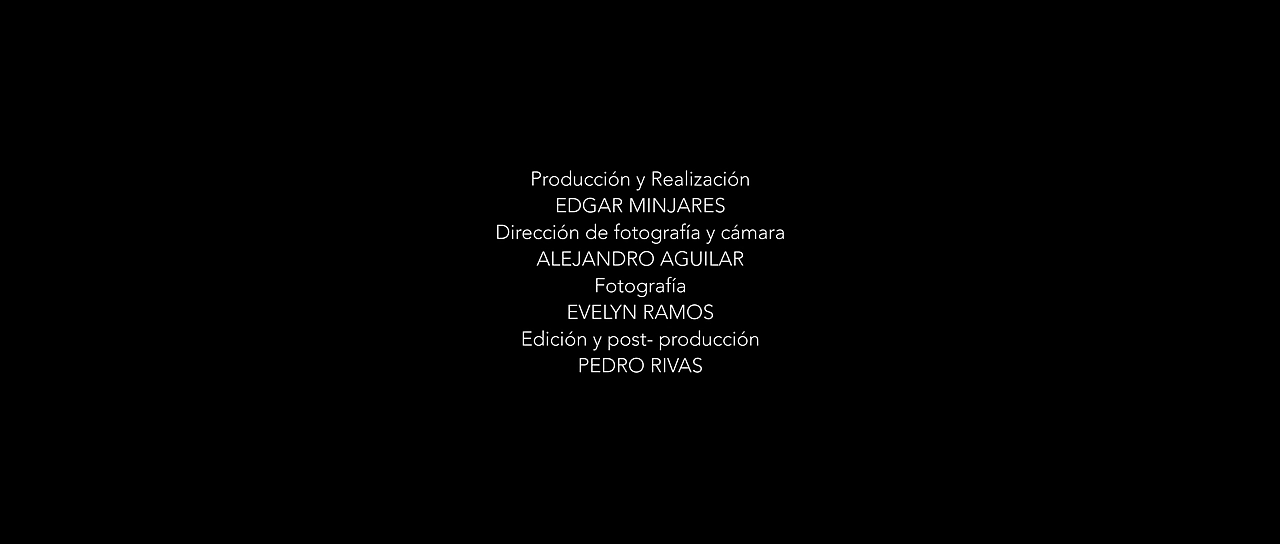 Producción y Realización
EDGAR MINJARES
Dirección de fotografía y cámara
ALEJANDRO AGUILAR
Fotografía
EVELYN RAMOS
Edición y post- producción
PEDRO RIVAS